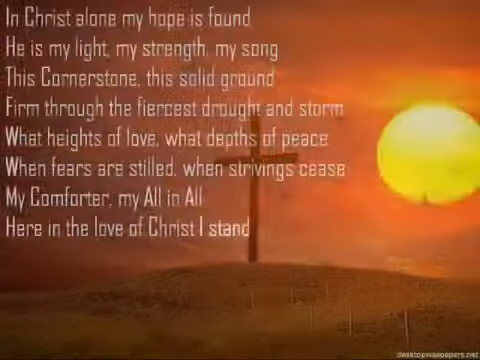 In Christ alone my hope is found
He is my light, my strength, my song
This Cornerstone, this solid ground
Firm through the fiercest drought and storm
What heights of love, what depths of peace
When fears are stilled, when strivings cease
My Comforter, my All in All
Here in the love of Christ I stand
desktopwallpapers.net